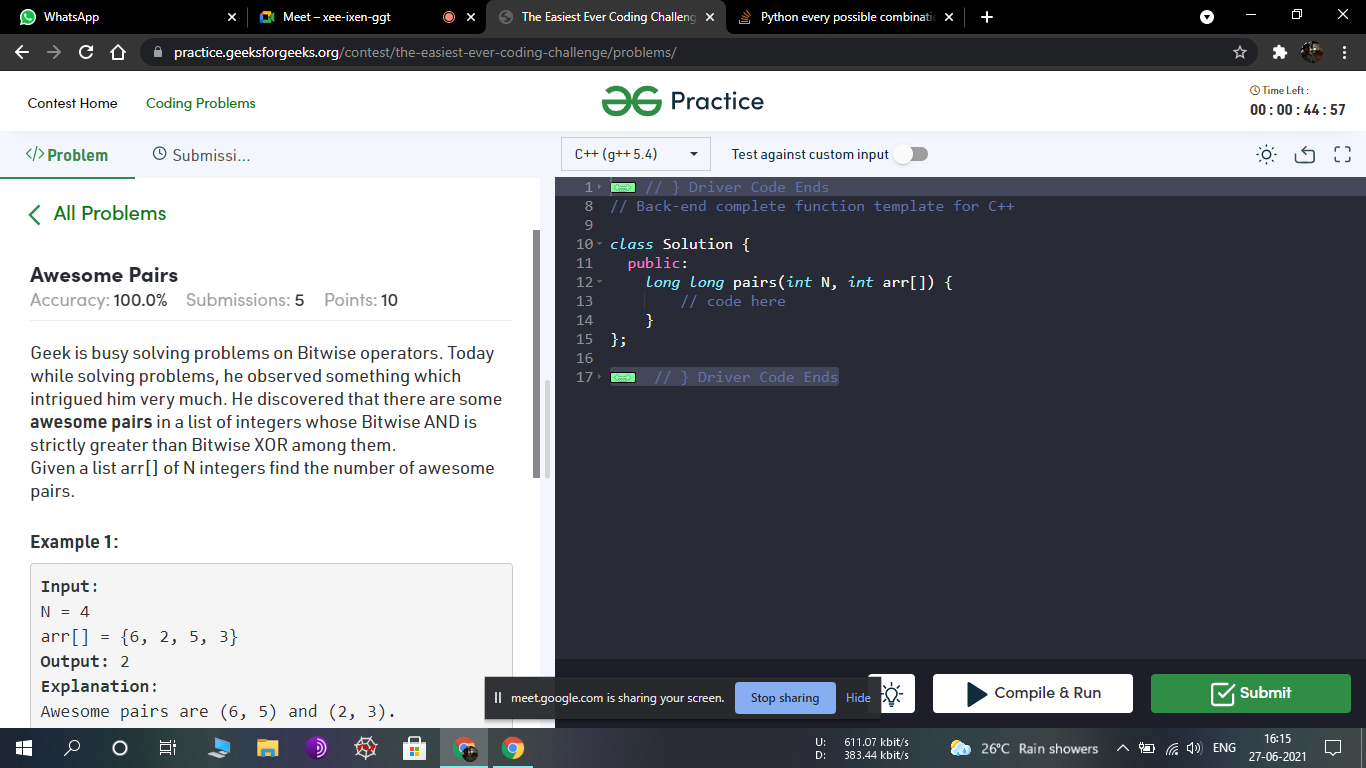 WhatsApp
Meet – xee-ixen-ggt
The Easiest Ever Coding Challeng
Python every possible combinati
practice.geeksforgeeks.org/contest/the-easiest-ever-coding-challenge/problems/
Contest Home
Coding Problems
Practice
Time Left :
00 : 00 : 44 : 57
</> Problem
Submissi...
C++ (g++ 5.4)
Test against custom input
All Problems
Awesome Pairs
Accuracy: 100.0% Submissions: 5 Points: 10
Geek is busy solving problems on Bitwise operators. Today
while solving problems, he observed something which
intrigued him very much. He discovered that there are some
awesome pairs in a list of integers whose Bitwise AND is
strictly greater than Bitwise XOR among them.
Given a list arr[] of N integers find the number of awesome
pairs.
Example 1:
Input:
N = 4
arr[] = {6, 2, 5, 3}
Output: 2
Explanation:
Awesome pairs are (6, 5) and (2, 3).
1 // } Driver Code Ends
8 // Back-end complete function template for C++
9
10 class Solution {
11 public:
12 long long pairs(int N, int arr[]) {
13 // code here
14 }
15 };
16
17 // } Driver Code Ends
meet.google.com is sharing your screen.
Stop sharing
Hide
Compile & Run
Submit
U: 611.07 kbit/s
D: 383.44 kbit/s
26°C Rain showers
ENG
16:15
27-06-2021